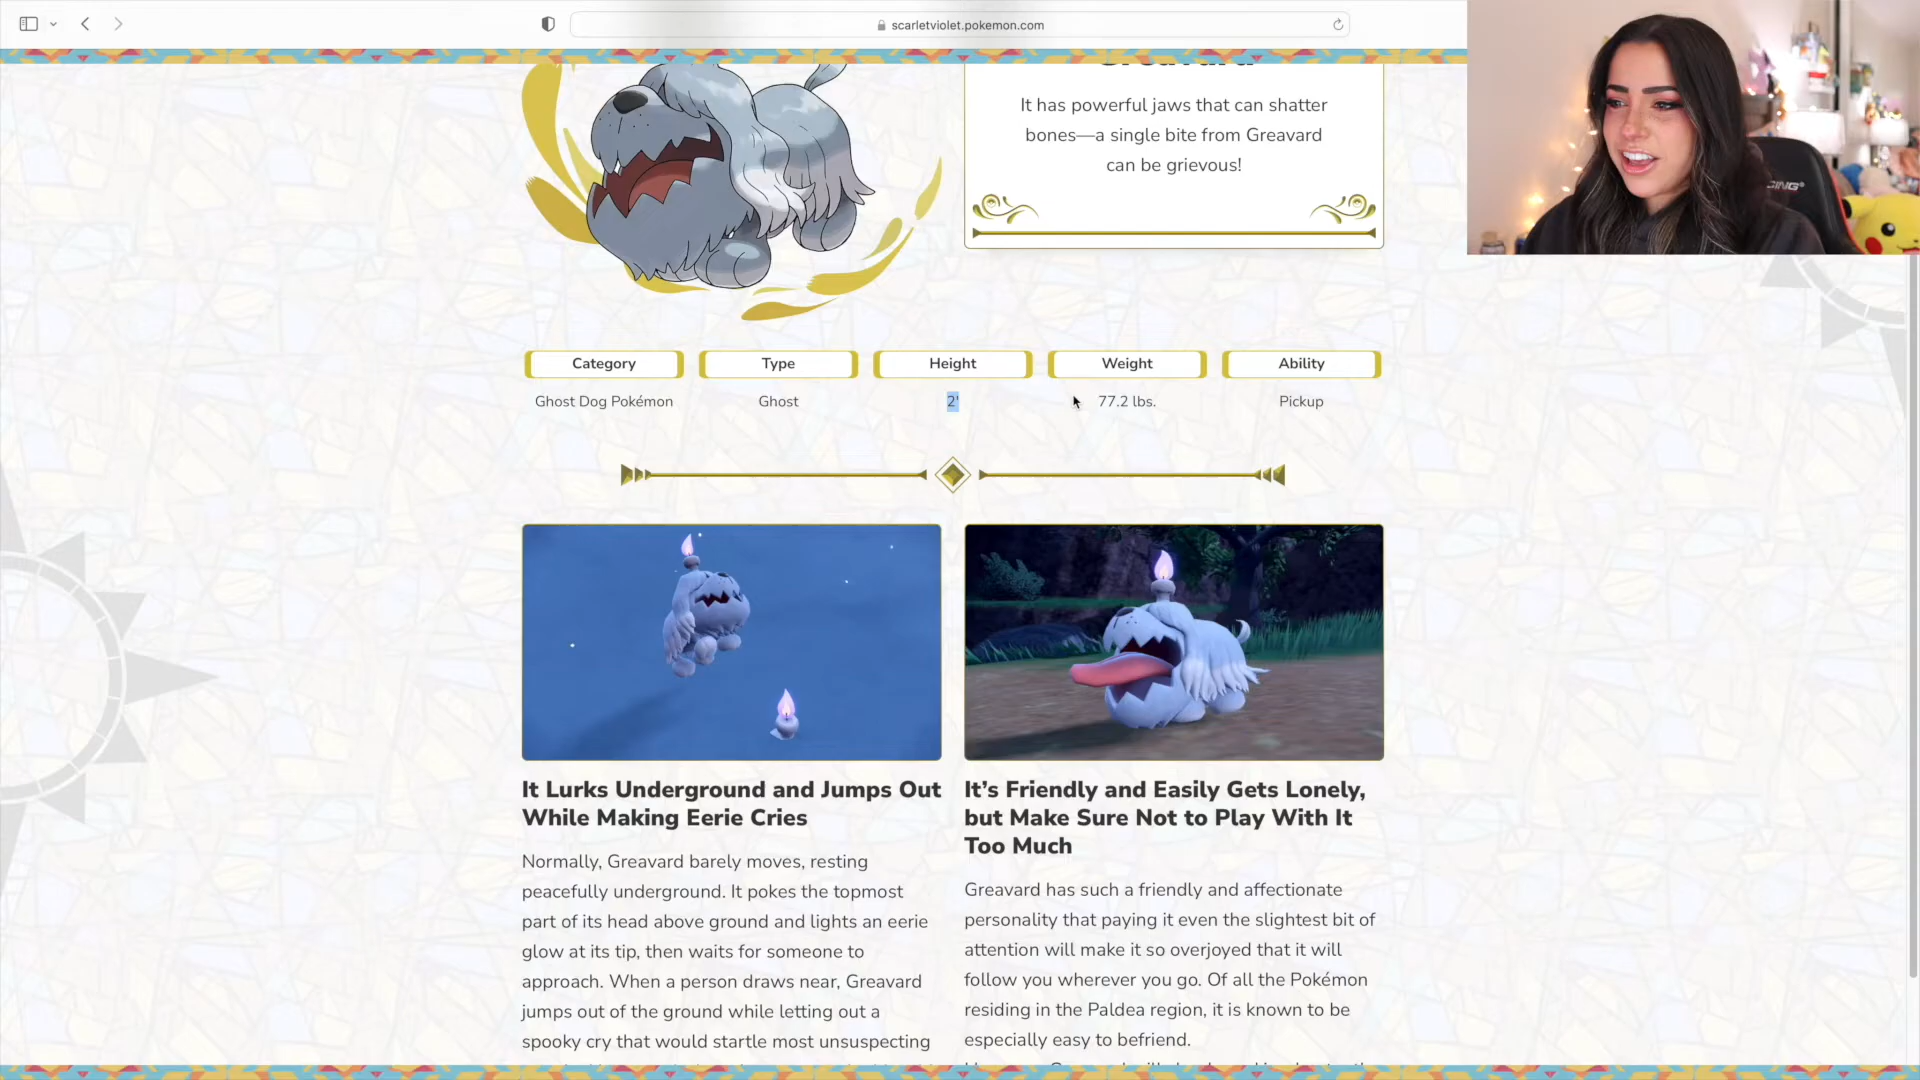 scarletviolet.pokemon.com
Greavard
It has powerful jaws that can shatter
bones—a single bite from Greavard
can be grievous!
CING
Category
Type
Height
Weight
Ability
Ghost Dog Pokémon
Ghost
2'
77.2 lbs.
Pickup
It Lurks Underground and Jumps Out
While Making Eerie Cries
Normally, Greavard barely moves, resting
peacefully underground. It pokes the topmost
part of its head above ground and lights an eerie
glow at its tip, then waits for someone to
approach. When a person draws near, Greavard
jumps out of the ground while letting out a
spooky cry that would startle most unsuspecting
It's Friendly and Easily Gets Lonely,
but Make Sure Not to Play With It
Too Much
Greavard has such a friendly and affectionate
personality that paying it even the slightest bit of
attention will make it so overjoyed that it will
follow you wherever you go. Of all the Pokémon
residing in the Paldea region, it is known to be
especially easy to befriend.